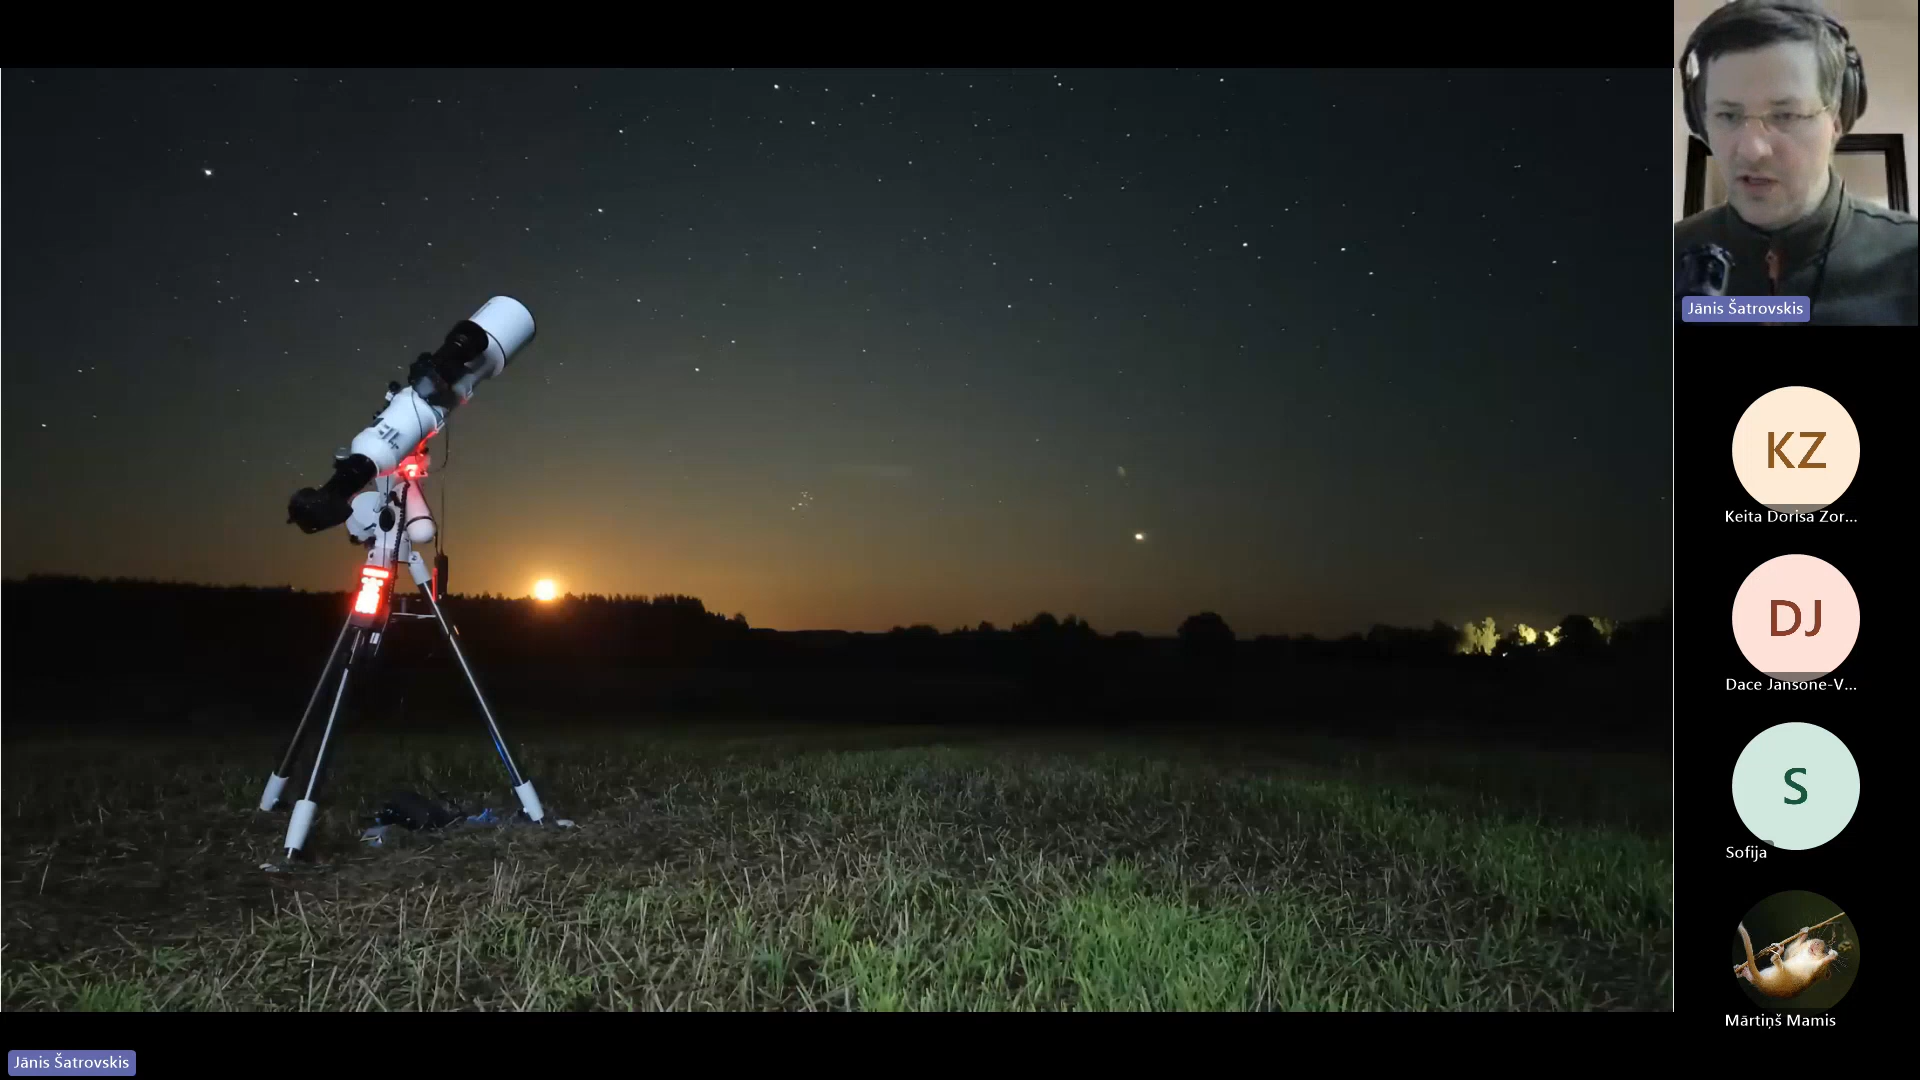 Jānis Šatrovskis
KZ
Keita Dorisa Zor...
DJ
Dace Jansone-V...
S
Sofija
Mārtiņš Mamis
Jānis Šatrovskis